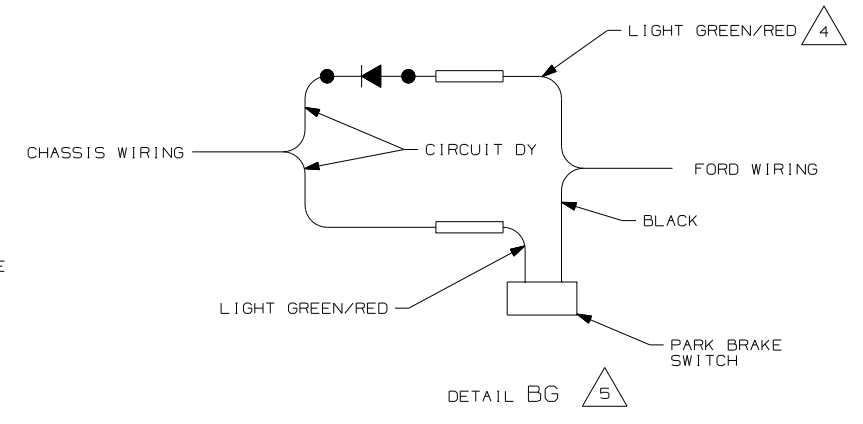 LIGHT GREEN/RED 4
CHASSIS WIRING
CIRCUIT DY
FORD WIRING
BLACK
E
LIGHT GREEN/RED
PARK BRAKE
SWITCH
DETAIL BG 5